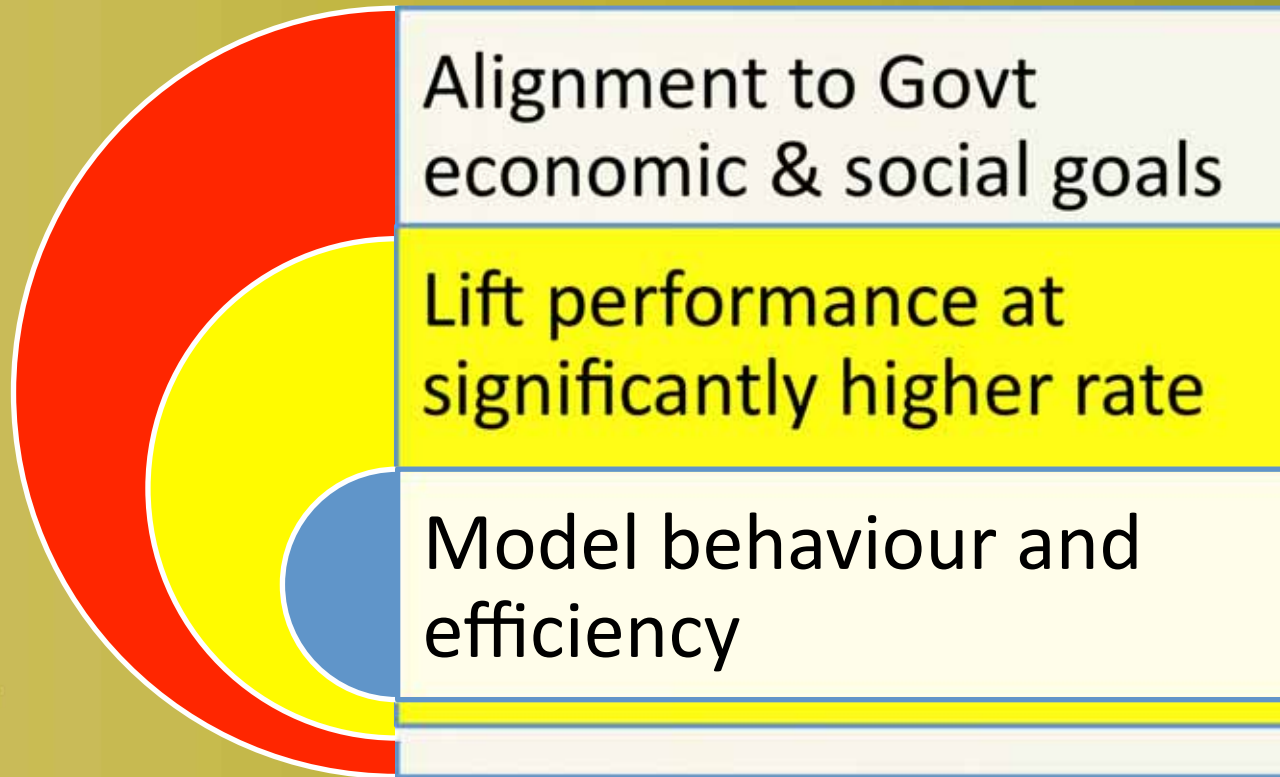 Alignment to Govt
economic & social goals
Lift performance at
significantly higher rate
Model behaviour and
efficiency